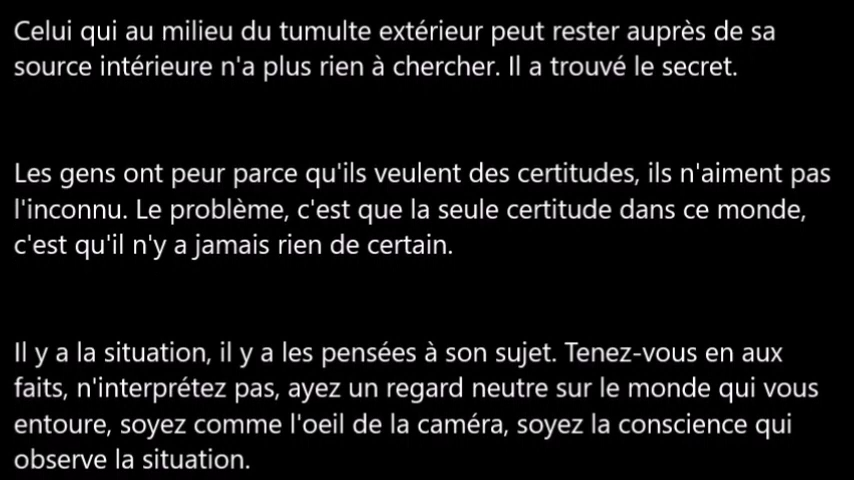 Celui qui au milieu du tumulte extérieur peut rester auprès de sa
source intérieure n'a plus rien à chercher. Il a trouvé le secret.
Les gens ont peur parce qu'ils veulent des certitudes, ils n'aiment pas
l'inconnu. Le problème, c'est que la seule certitude dans ce monde,
c'est qu'il n'y a jamais rien de certain.
Il y a la situation, il y a les pensées à son sujet. Tenez-vous en aux
faits, n'interprétez pas, ayez un regard neutre sur le monde qui vous
entoure, soyez comme l'oeil de la caméra, soyez la conscience qui
observe la situation.